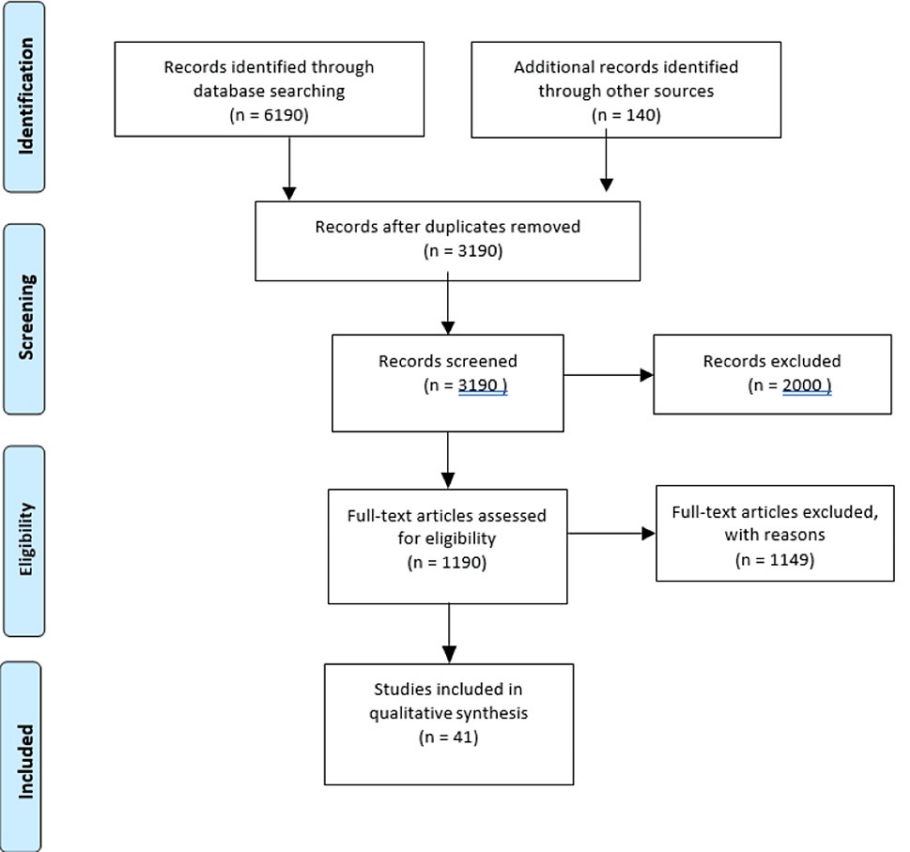 Identification
Records identified through
database searching
(n = 6190)
Additional records identified
through other sources
(n = 140)
Records after duplicates removed
(n = 3190)
Screening
Records screened
(n = 3190 )
Records excluded
(n = 2000 )
Eligibility
Full-text articles assessed
for eligibility
(n = 1190)
Full-text articles excluded,
with reasons
(n = 1149)
Included
Studies included in
qualitative synthesis
(n = 41)